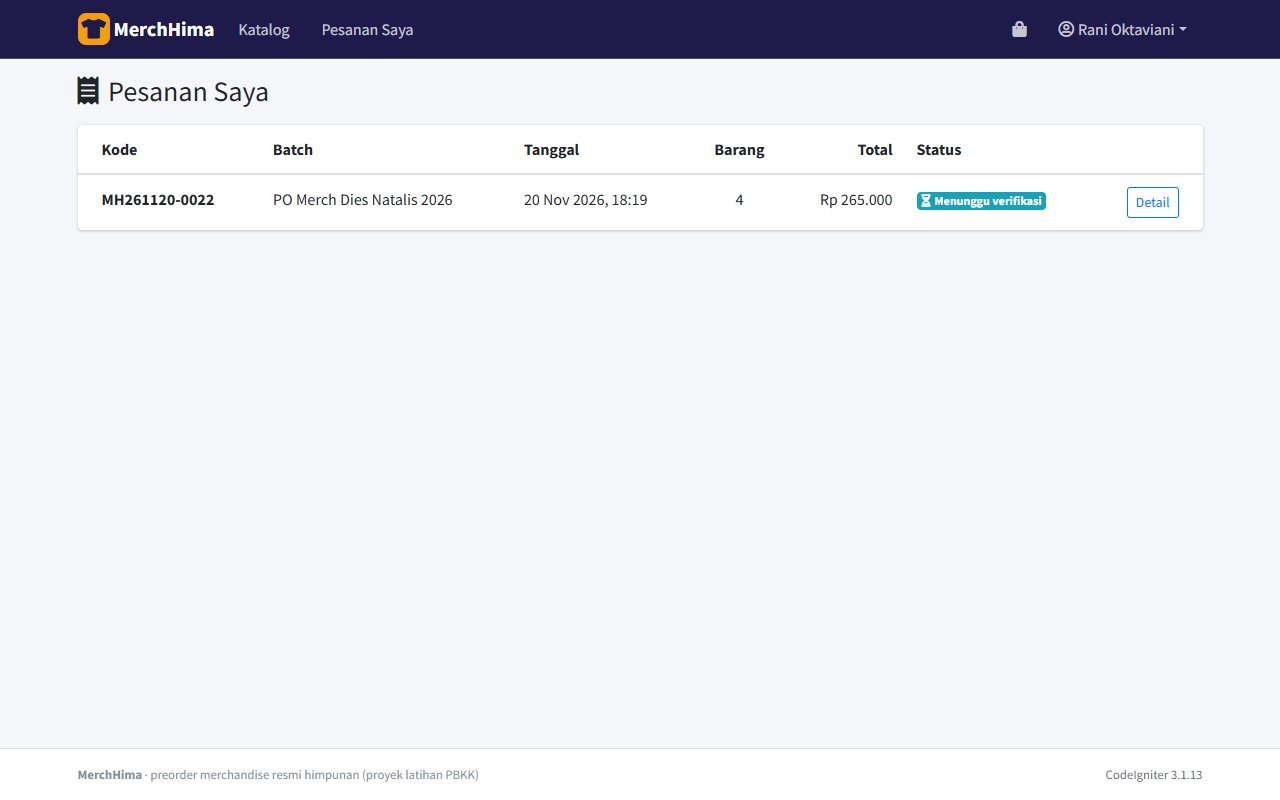 MerchHima Katalog Pesanan Saya Rani Oktaviani
Pesanan Saya
Kode Batch Tanggal Barang Total Status
MH261120-0022 PO Merch Dies Natalis 2026 20 Nov 2026, 18:19 4 Rp 265.000 Menunggu verifikasi Detail
MerchHima · preorder merchandise resmi himpunan (proyek latihan PBKK) CodeIgniter 3.1.13